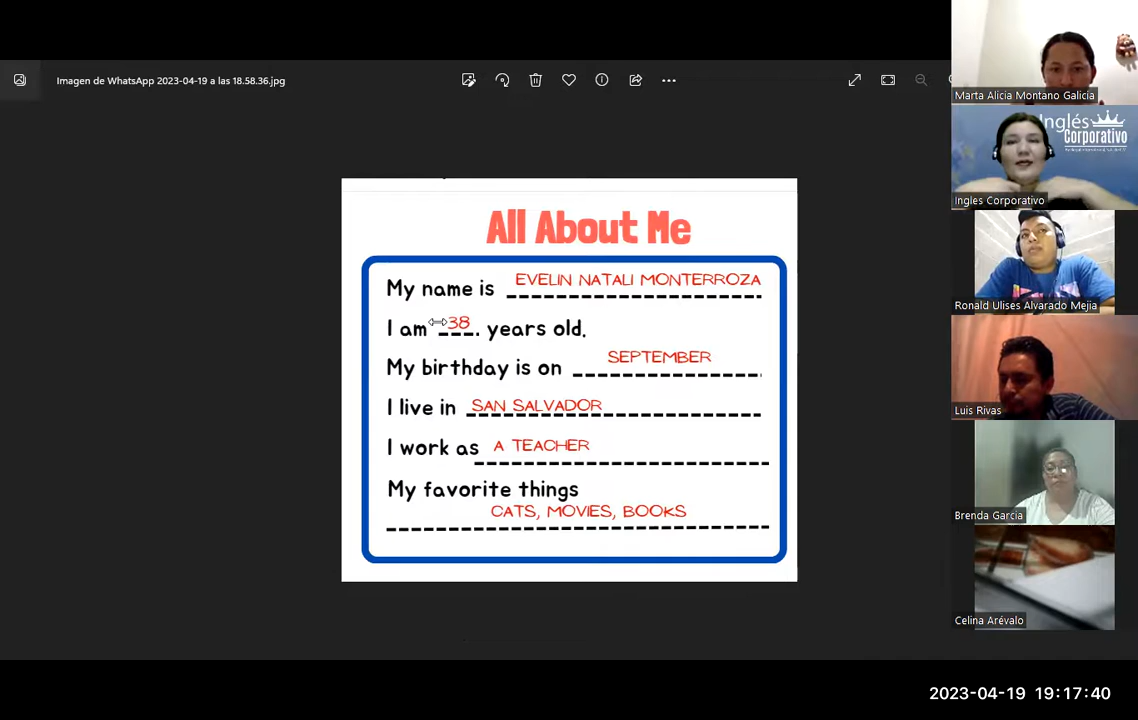 Imagen de WhatsApp 2023-04-19 a las 18.58.36.jpg
All About Me
My name is EVELIN NATALI MONTERROZA
I am 38 years old.
My birthday is on SEPTEMBER
I live in SAN SALVADOR
I work as A TEACHER
My favorite things
CATS, MOVIES, BOOKS
Marta Alicia Montano Galicia
Inglés
Corporativo
Ingles Corporativo
Ronald Ulises Alvarado Mejia
Luis Rivas
Brenda Garcia
Celina Arévalo
2023-04-19 19:17:40